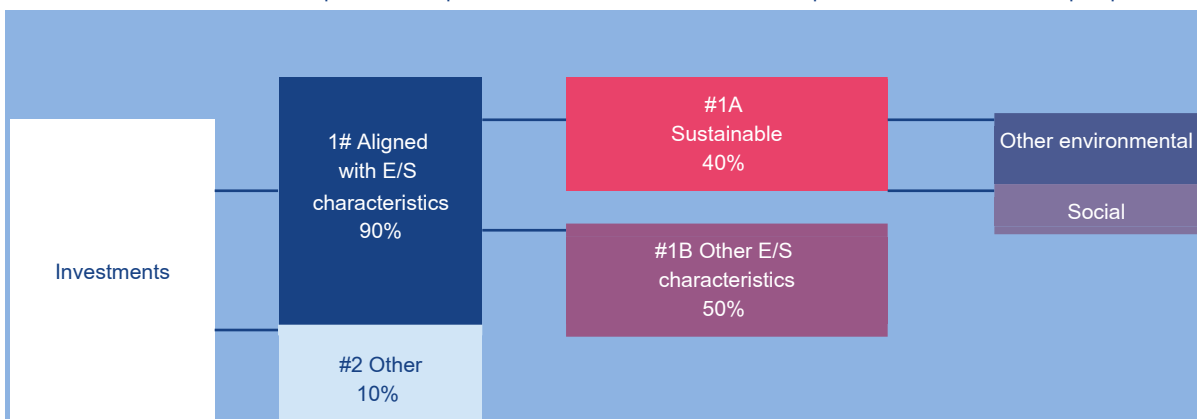 Investments
1# Aligned
with E/S
characteristics
90%
#2 Other
10%
#1A
Sustainable
40%
#1B Other E/S
characteristics
50%
Other environmental
Social